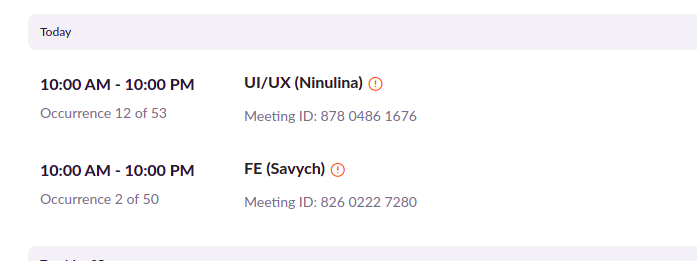 Today
10:00 AM - 10:00 PM
UI/UX (Ninulina)
Occurrence 12 of 53
Meeting ID: 878 0486 1676
10:00 AM - 10:00 PM
FE (Savych)
Occurrence 2 of 50
Meeting ID: 826 0222 7280